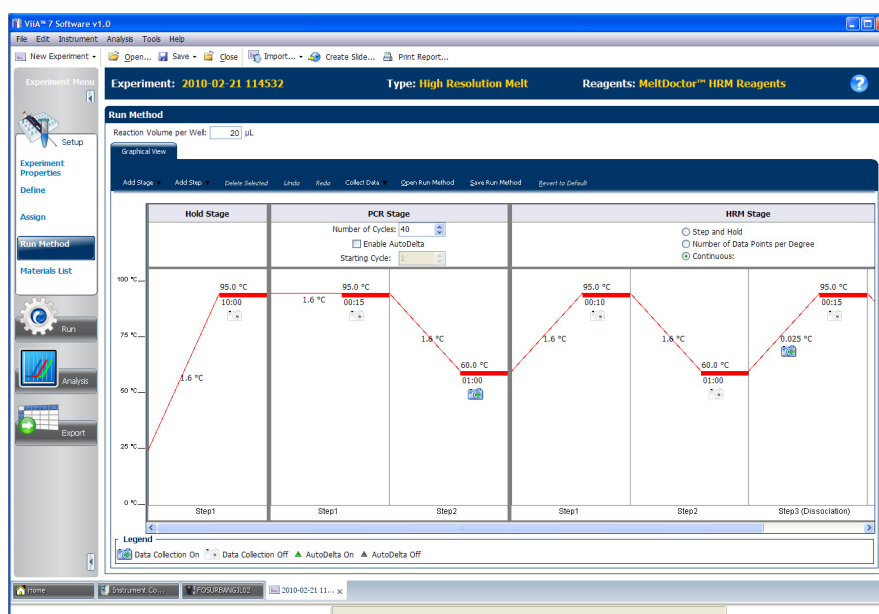 ViiA™ 7 Software v1.0
File Edit Instrument Analysis Tools Help
New Experiment Open... Save Close Import... Create Slide... Print Report...
Experiment Menu
Experiment: 2010-02-21 114532 Type: High Resolution Melt Reagents: MeltDoctor™ HRM Reagents
Setup
Experiment Properties
Define
Assign
Run Method
Materials List
Run
Analysis
Export
Run Method
Reaction Volume per Well: 20 µL
Graphical View
Add Stage Add Step Delete Selected Undo Redo Collect Data Open Run Method Save Run Method Revert to Default
Hold Stage PCR Stage HRM Stage
Number of Cycles: 40
Enable AutoDelta
Starting Cycle: 1
Step and Hold
Number of Data Points per Degree
Continuous:
100 °C
75 °C
50 °C
25 °C
0 °C
95.0 °C 95.0 °C 95.0 °C 95.0 °C
10:00 00:15 00:10 00:15
1.6 °C 1.6 °C 1.6 °C 1.6 °C 1.6 °C 0.025 °C
60.0 °C 60.0 °C
01:00 01:00
Step1 Step1 Step2 Step1 Step2 Step3 (Dissociation)
Legend
Data Collection On Data Collection Off AutoDelta On AutoDelta Off
Home Instrument Co... FOSURBANGJL02 2010-02-21 11... x